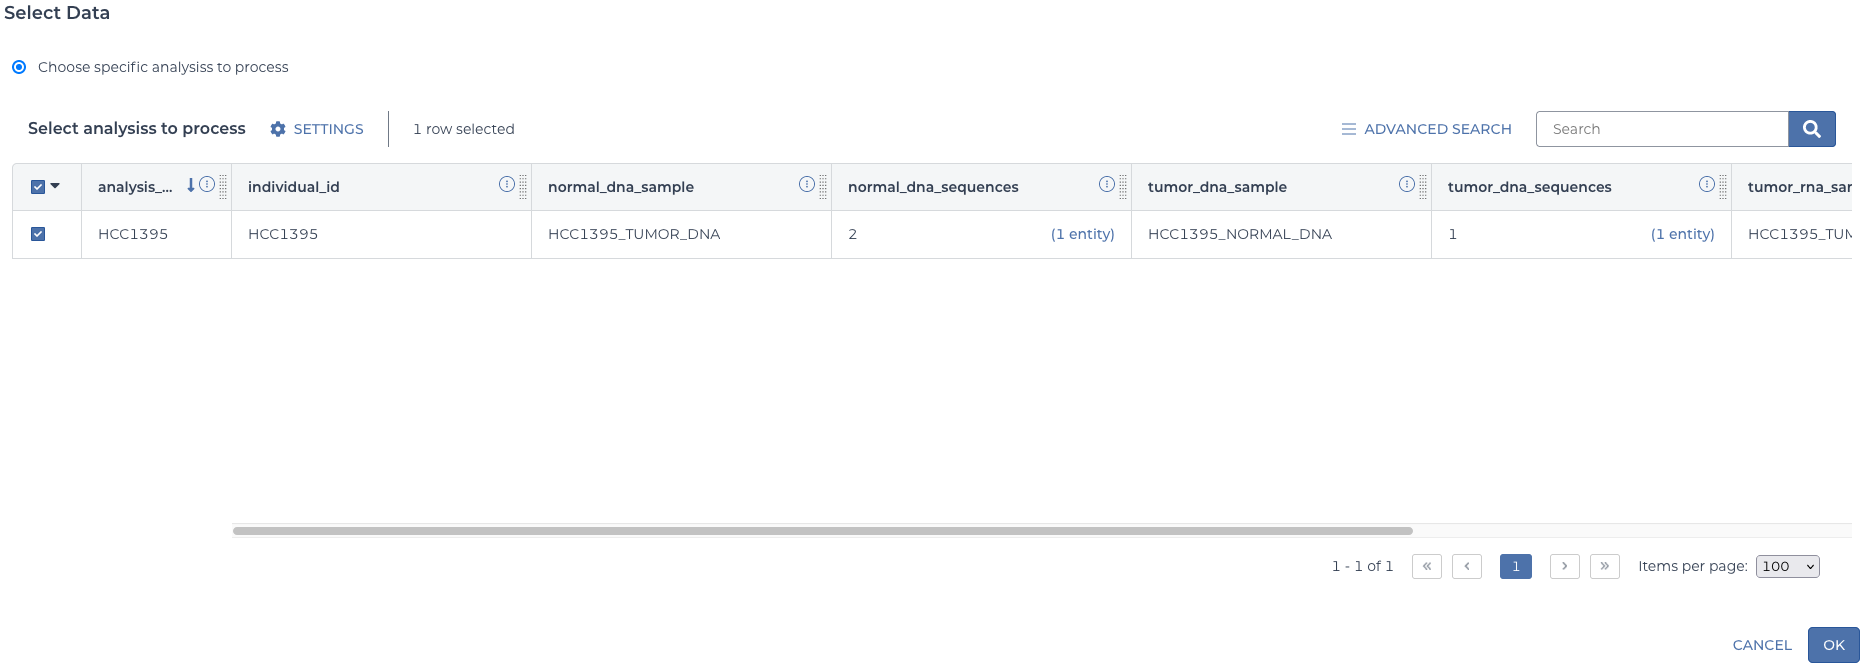 Select Data
Choose specific analysiss to process
Select analysiss to process SETTINGS 1 row selected ADVANCED SEARCH Search
analysis_... individual_id normal_dna_sample normal_dna_sequences tumor_dna_sample tumor_dna_sequences tumor_rna_sar
HCC1395 HCC1395 HCC1395_TUMOR_DNA 2 (1 entity) HCC1395_NORMAL_DNA 1 (1 entity) HCC1395_TUM
1 - 1 of 1 « ‹ 1 › » Items per page: 100
CANCEL OK